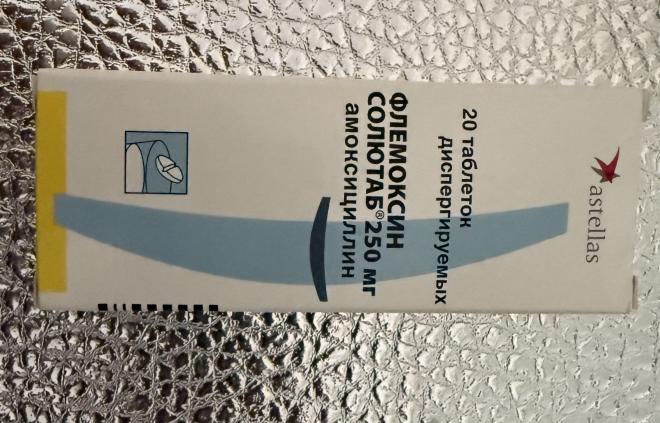 astellas
20 таблеток
диспергируемых
ФЛЕМОКСИН
СОЛЮТАБ® 250 мг
амоксициллин